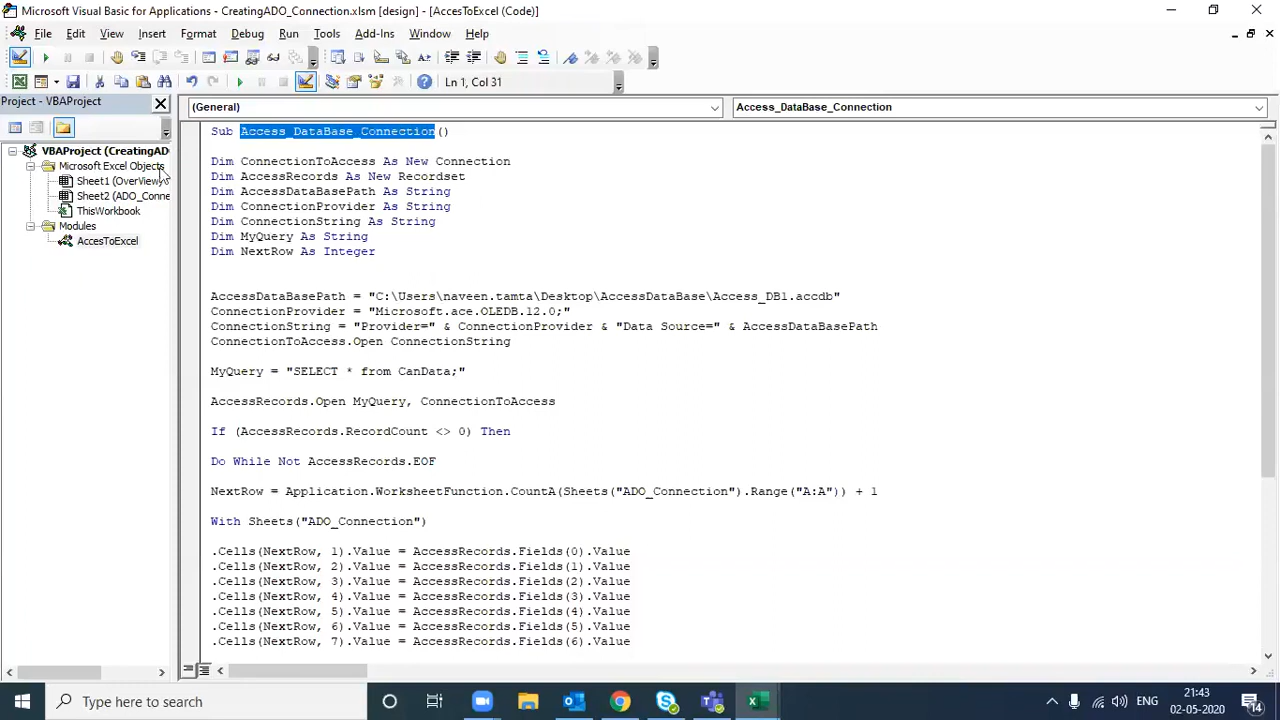 Microsoft Visual Basic for Applications - CreatingADO_Connection.xlsm [design] - [AccesToExcel (Code)]
File Edit View Insert Format Debug Run Tools Add-Ins Window Help
Ln 1, Col 31
Project - VBAProject
(General) Access_DataBase_Connection
VBAProject (CreatingAD
Microsoft Excel Objects
Sheet1 (OverView
Sheet2 (ADO_Conne
ThisWorkbook
Modules
AccesToExcel
Sub Access_DataBase_Connection()
Dim ConnectionToAccess As New Connection
Dim AccessRecords As New Recordset
Dim AccessDataBasePath As String
Dim ConnectionProvider As String
Dim ConnectionString As String
Dim MyQuery As String
Dim NextRow As Integer
AccessDataBasePath = "C:\Users\naveen.tamta\Desktop\AccessDataBase\Access_DB1.accdb"
ConnectionProvider = "Microsoft.ace.OLEDB.12.0;"
ConnectionString = "Provider=" & ConnectionProvider & "Data Source=" & AccessDataBasePath
ConnectionToAccess.Open ConnectionString
MyQuery = "SELECT * from CanData;"
AccessRecords.Open MyQuery, ConnectionToAccess
If (AccessRecords.RecordCount <> 0) Then
Do While Not AccessRecords.EOF
NextRow = Application.WorksheetFunction.CountA(Sheets("ADO_Connection").Range("A:A")) + 1
With Sheets("ADO_Connection")
.Cells(NextRow, 1).Value = AccessRecords.Fields(0).Value
.Cells(NextRow, 2).Value = AccessRecords.Fields(1).Value
.Cells(NextRow, 3).Value = AccessRecords.Fields(2).Value
.Cells(NextRow, 4).Value = AccessRecords.Fields(3).Value
.Cells(NextRow, 5).Value = AccessRecords.Fields(4).Value
.Cells(NextRow, 6).Value = AccessRecords.Fields(5).Value
.Cells(NextRow, 7).Value = AccessRecords.Fields(6).Value
Type here to search
ENG
21:43
02-05-2020
14